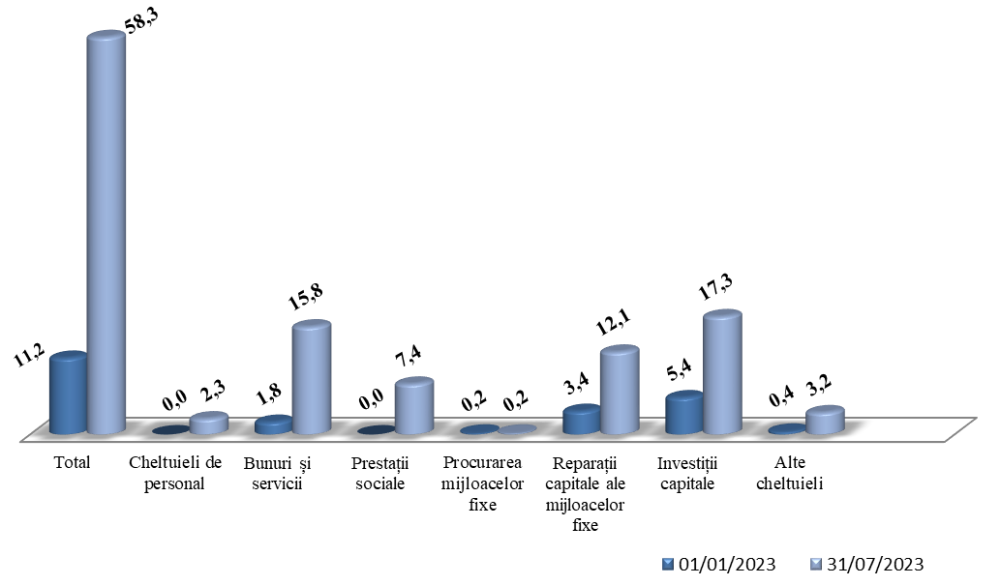 58,3
11,2
0,0
2,3
1,8
15,8
0,0
7,4
0,2
0,2
3,4
12,1
5,4
17,3
0,4
3,2
Total
Cheltuieli de
personal
Bunuri și
servicii
Prestații
sociale
Procurarea
mijloacelor
fixe
Reparații
capitale ale
mijloacelor
fixe
Investiții
capitale
Alte
cheltuieli
01/01/2023
31/07/2023